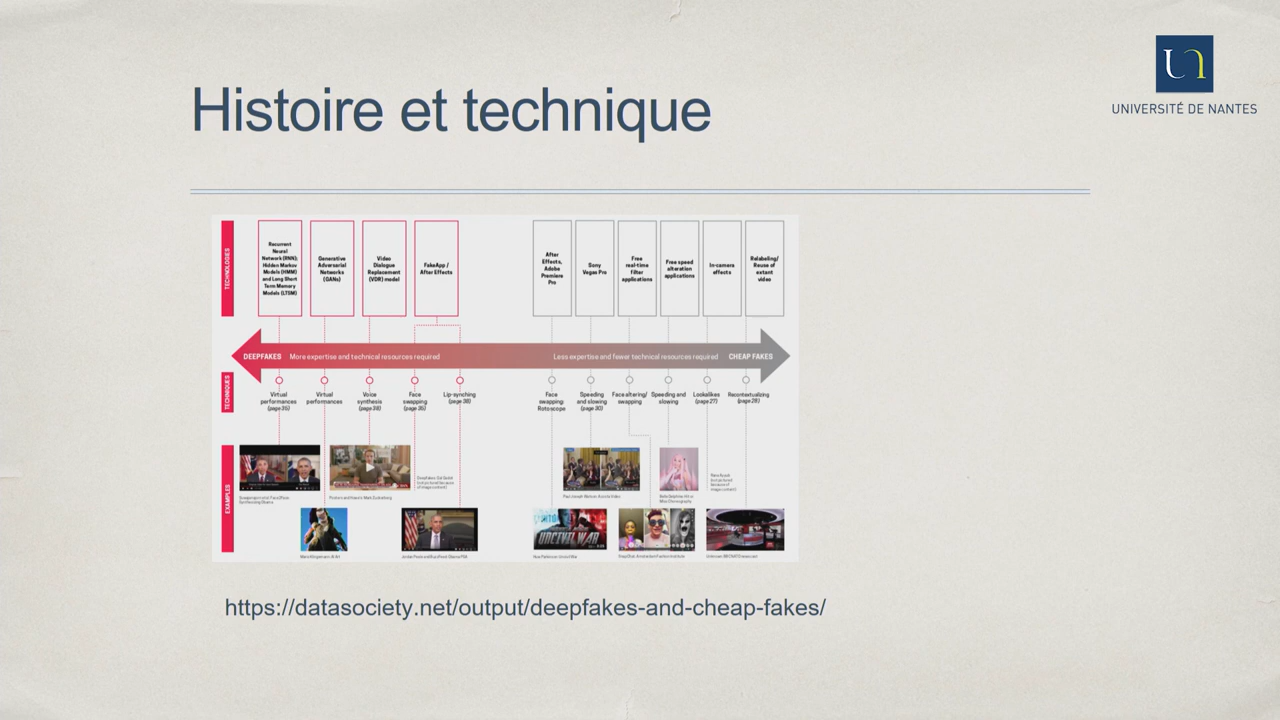 Histoire et technique
UNIVERSITÉ DE NANTES
TECHNOLOGIES
Recurrent
Neural
Network (RNN);
Hidden Markov
Models (HMM)
and Long Short
Term Memory
Models (LTSM)
Generative
Adversarial
Networks
(GANs)
Video
Dialogue
Replacement
(VDR) model
FakeApp /
After Effects
After
Effects,
Adobe
Premiere
Pro
Sony
Vegas Pro
Free
real-time
filter
applications
Free speed
alteration
applications
In-camera
effects
Relabeling/
Reuse of
extant
video
DEEPFAKES More expertise and technical resources required
Less expertise and fewer technical resources required CHEAP FAKES
TECHNIQUES
Virtual
performances
(page 35)
Virtual
performances
Voice
synthesis
(page 38)
Face
swapping
(page 35)
Lip-synching
(page 38)
Face
swapping:
Rotoscope
Speeding
and slowing
(page 30)
Face altering/
swapping
Speeding and
slowing
Lookalikes
(page 27)
Recontextualizing
(page 28)
EXAMPLES
UNCIVIL WAR
https://datasociety.net/output/deepfakes-and-cheap-fakes/